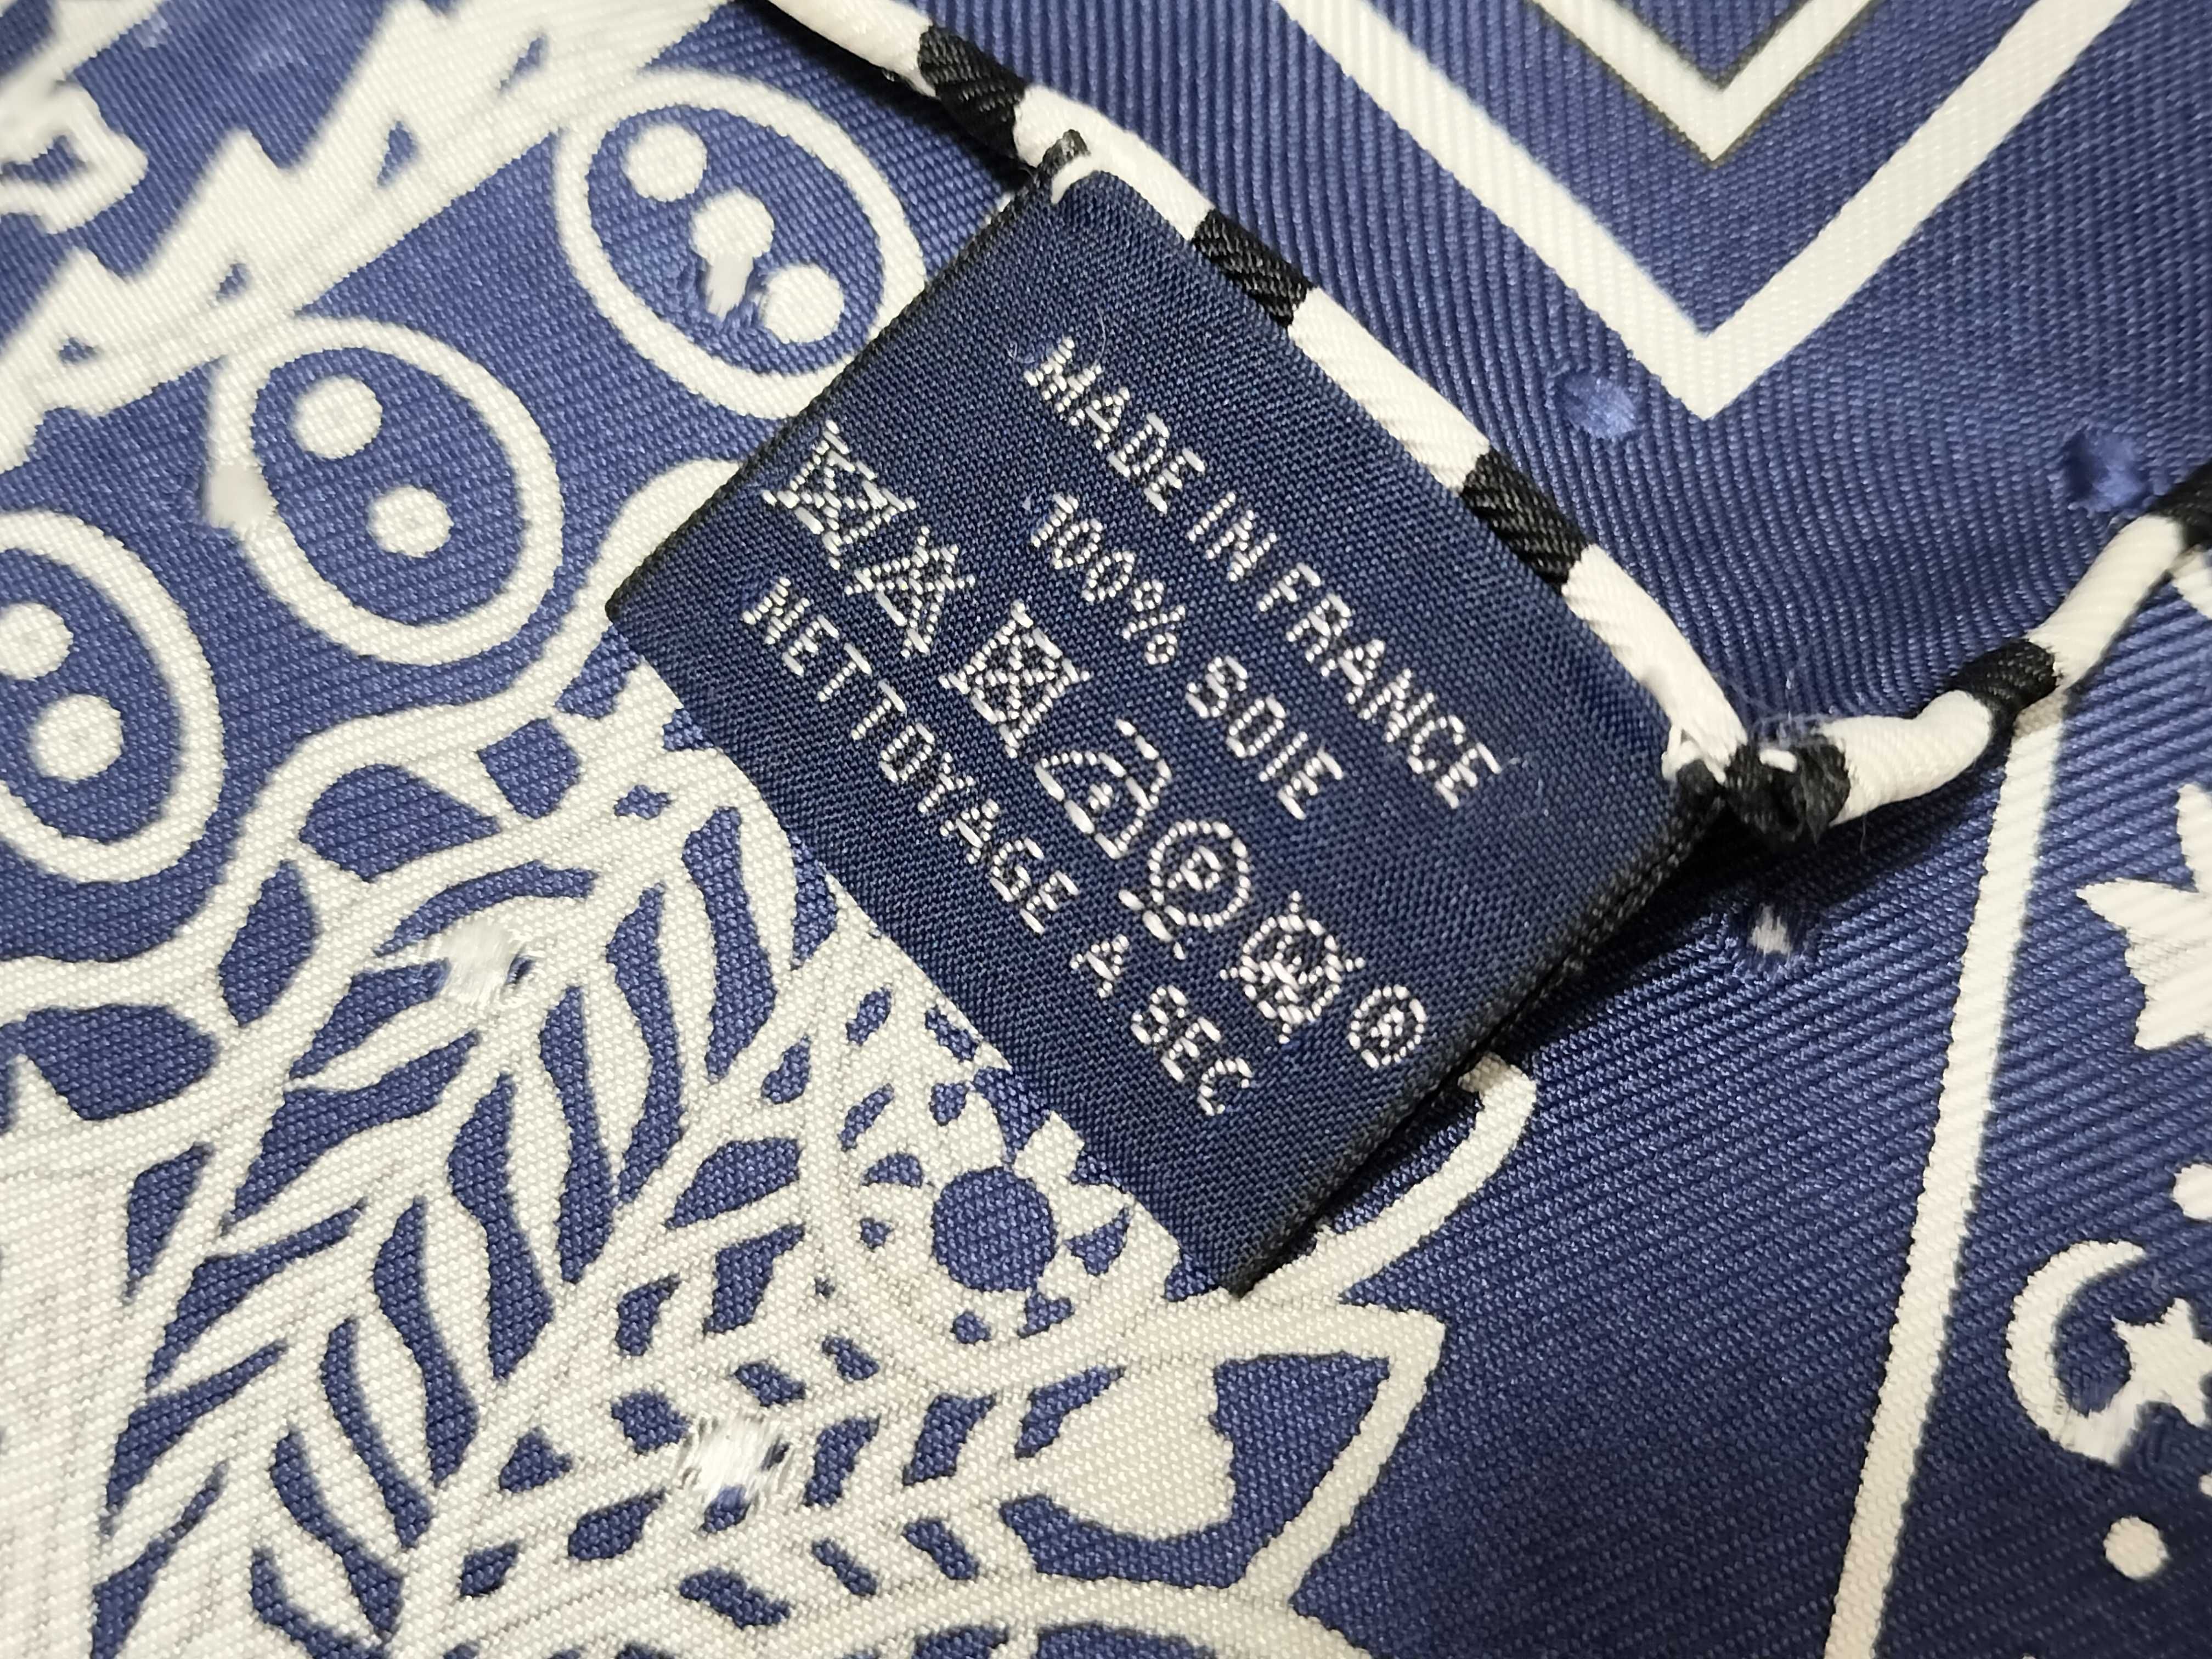 MADE IN FRANCE
100% SOIE
P W ®
NETTOYAGE A SEC